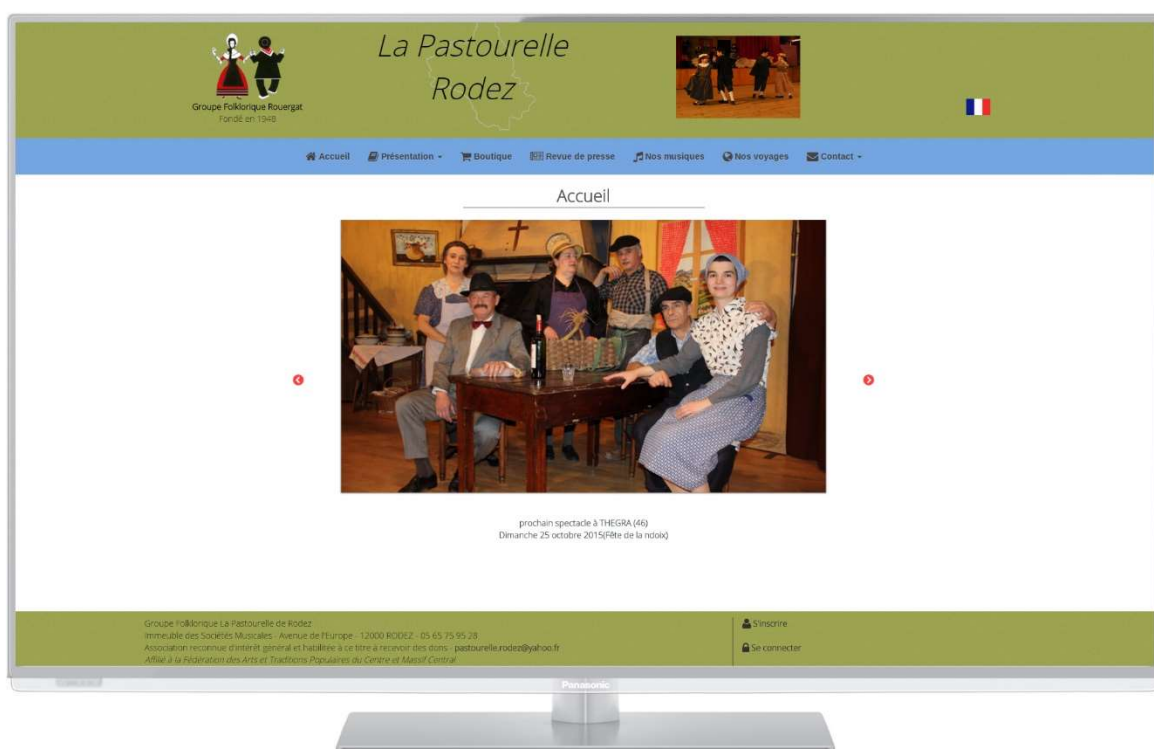 La Pastourelle
Rodez
Groupe Folklorique Rouergat
Fondé en 1948
Accueil
Présentation
Boutique
Revue de presse
Nos musiques
Nos voyages
Contact
Accueil
prochain spectacle à THEGRA (46)
Dimanche 25 octobre 2015(Fête de la ndoix)
Groupe Folklorique La Pastourelle de Rodez
Immeuble des Sociétés Musicales - Avenue de l'Europe - 12000 RODEZ - 05 65 75 95 28
Association reconnue d'intérêt général et habilitée à ce titre à recevoir des dons - pastourelle.rodez@yahoo.fr
Affilié à la Fédération des Arts et Traditions Populaires du Centre et Massif Central
S'inscrire
Se connecter
Panasonic